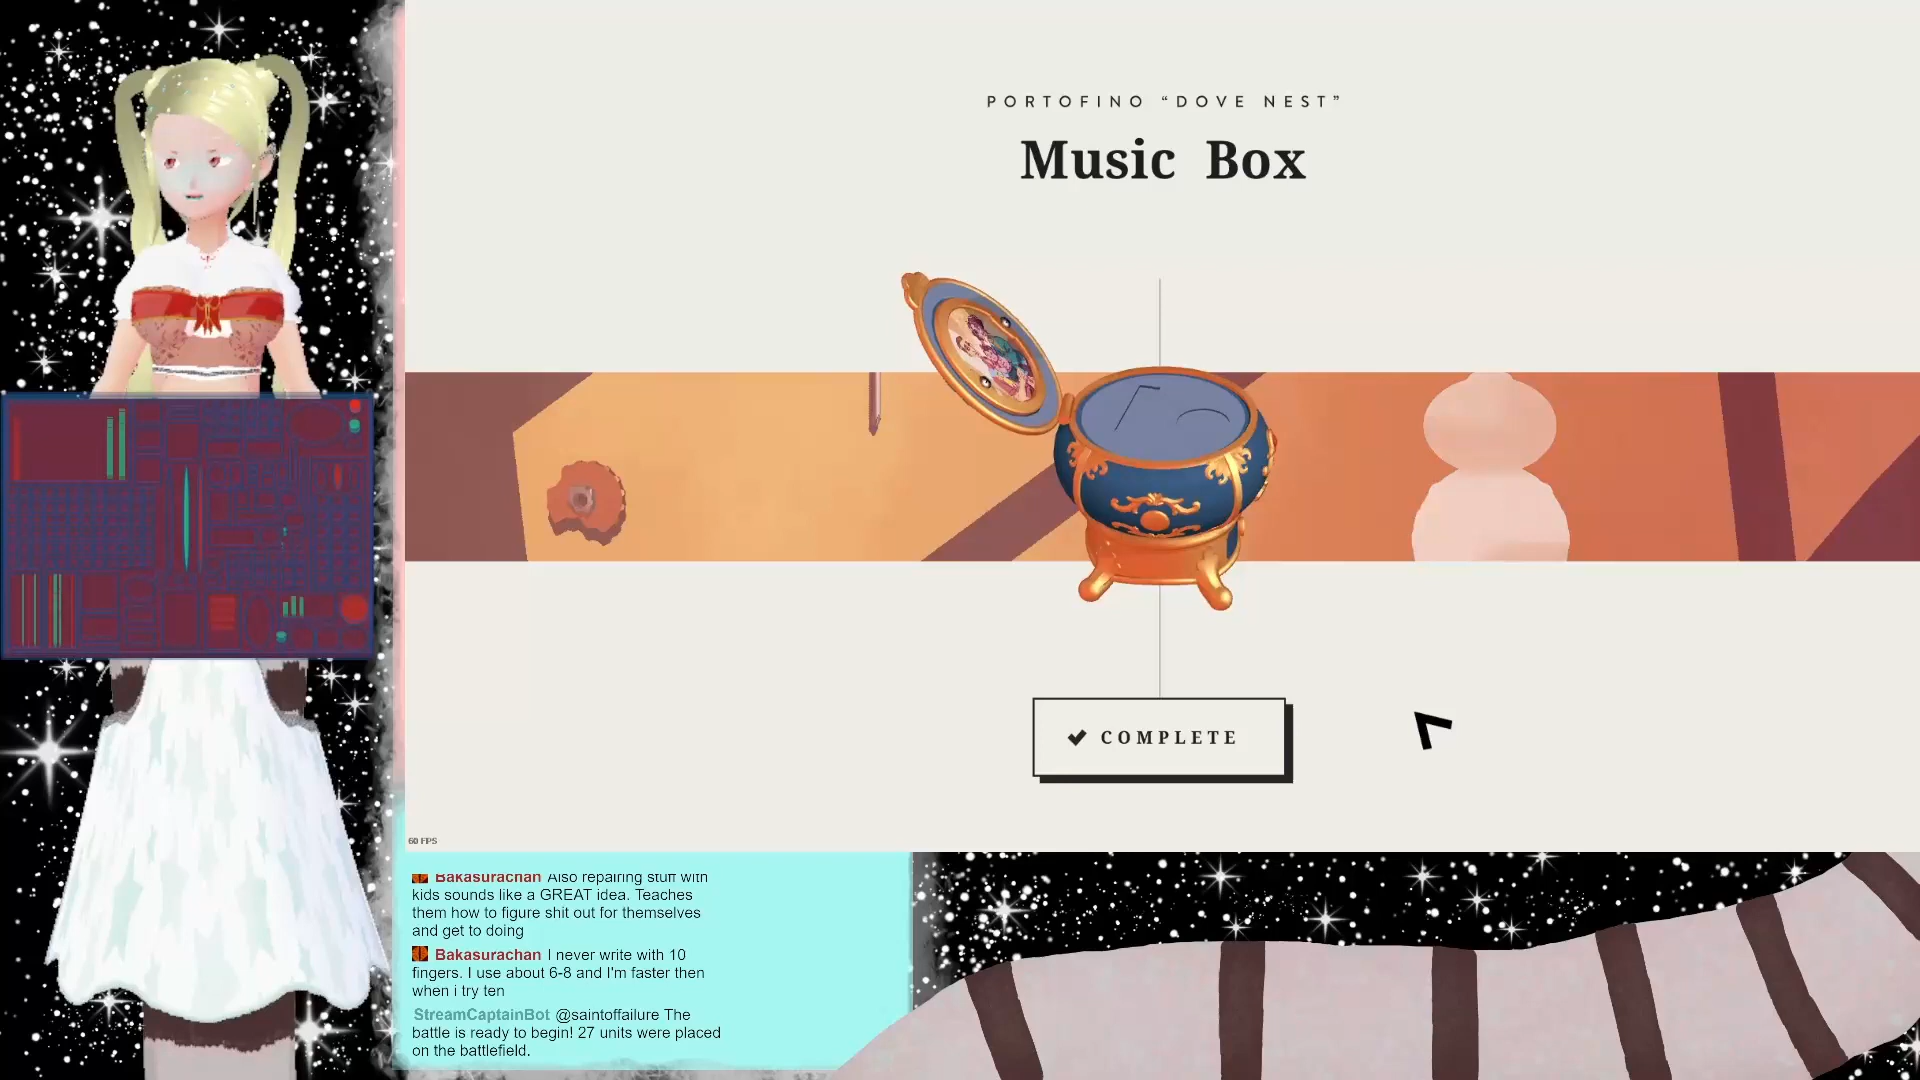 PORTOFINO “DOVE NEST”
Music Box
COMPLETE
60 FPS
Bakasurachan Also repairing stuff with
kids sounds like a GREAT idea. Teaches
them how to figure shit out for themselves
and get to doing
Bakasurachan I never write with 10
fingers. I use about 6-8 and I'm faster then
when i try ten
StreamCaptainBot @saintoffailure The
battle is ready to begin! 27 units were placed
on the battlefield.